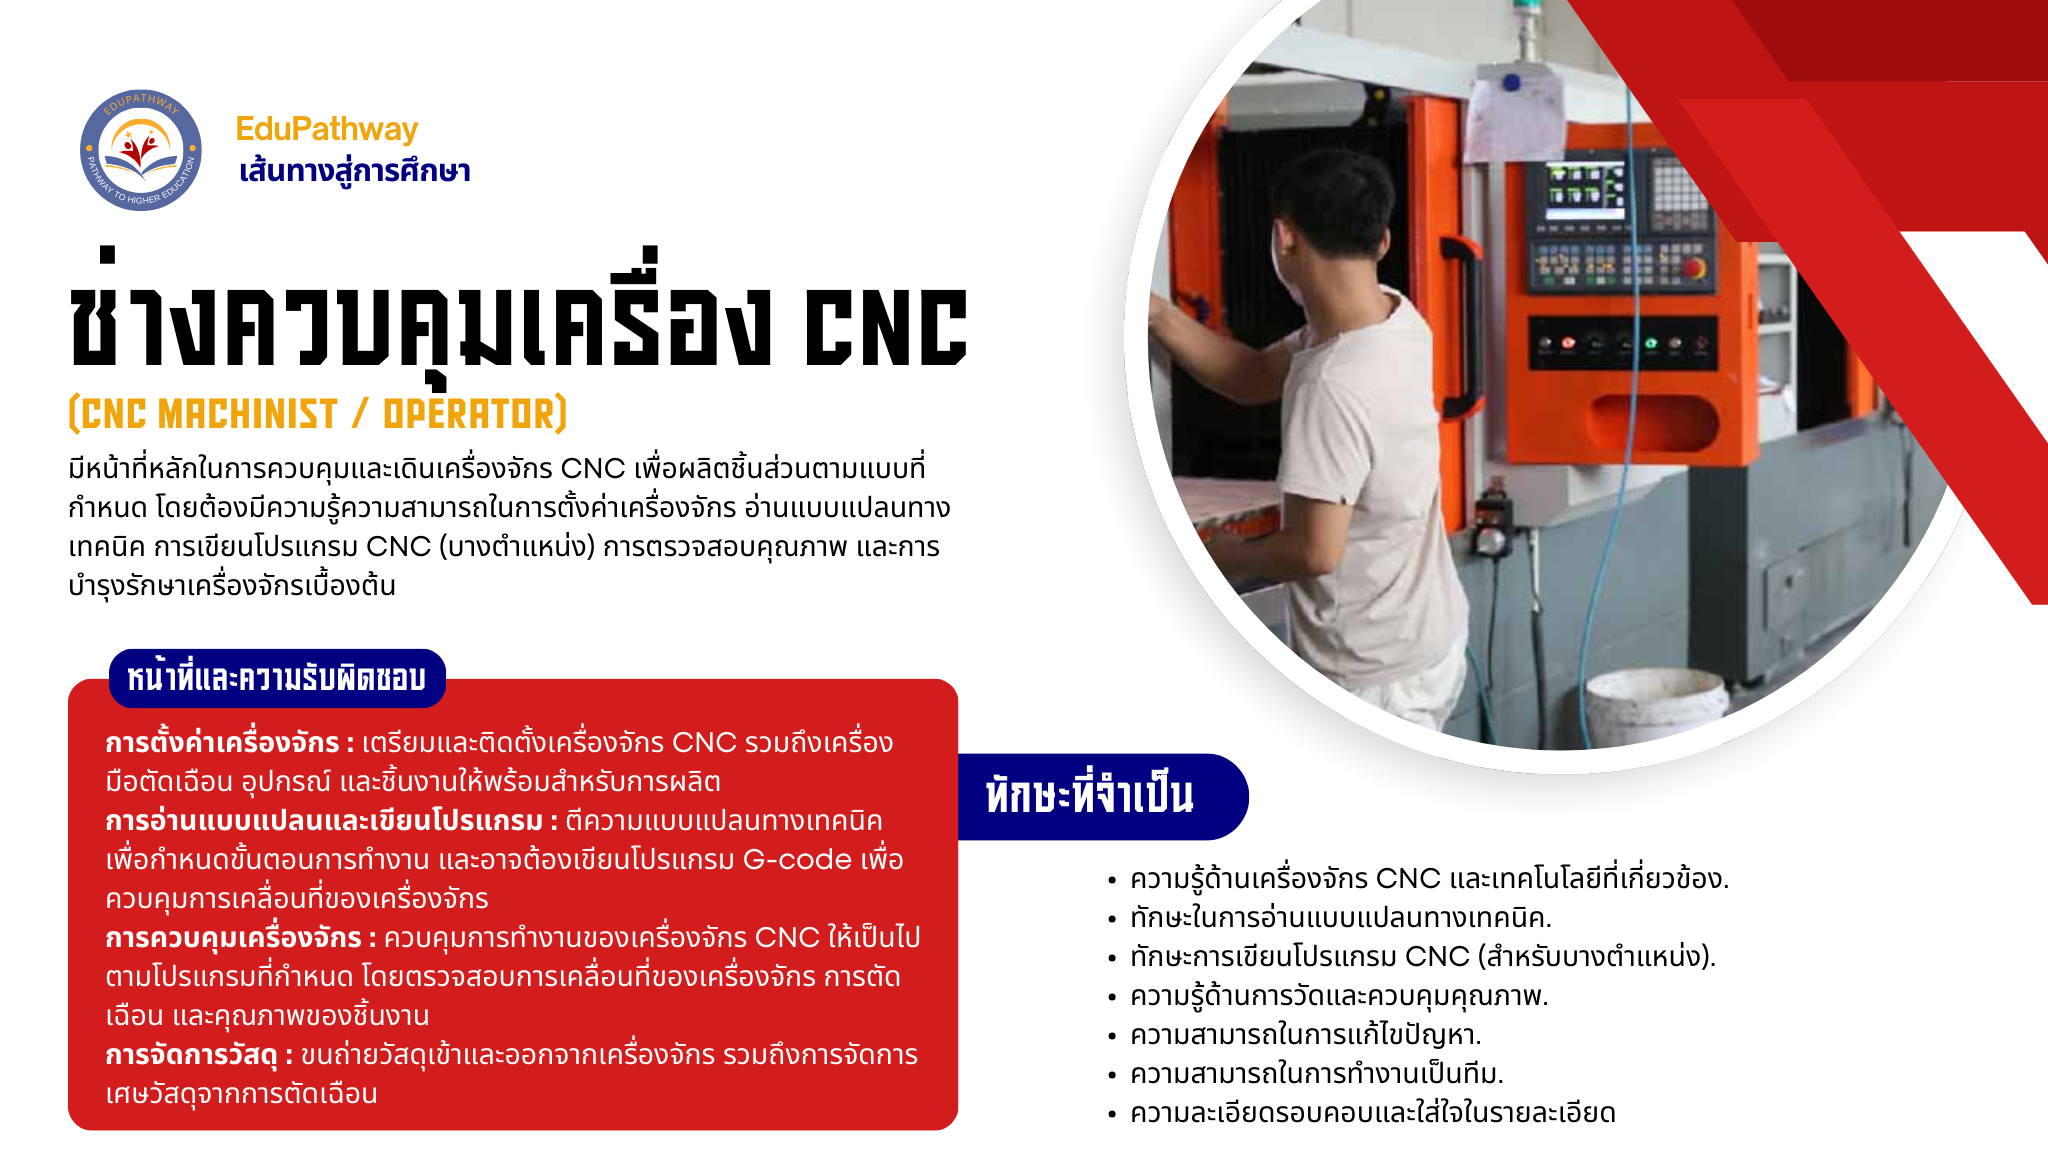 EDUPATHWAY
PATHWAY TO HIGHER EDUCATION
EduPathway
เส้นทางสู่การศึกษา
ช่างควบคุมเครื่อง CNC
(CNC MACHINIST / OPERATOR)
มีหน้าที่หลักในการควบคุมและเดินเครื่องจักร CNC เพื่อผลิตชิ้นส่วนตามแบบที่
กำหนด โดยต้องมีความรู้ความสามารถในการตั้งค่าเครื่องจักร อ่านแบบแปลนทาง
เทคนิค การเขียนโปรแกรม CNC (บางตำแหน่ง) การตรวจสอบคุณภาพ และการ
บำรุงรักษาเครื่องจักรเบื้องต้น
หน้าที่และความรับผิดชอบ
การตั้งค่าเครื่องจักร : เตรียมและติดตั้งเครื่องจักร CNC รวมถึงเครื่อง
มือตัดเฉือน อุปกรณ์ และชิ้นงานให้พร้อมสำหรับการผลิต
การอ่านแบบแปลนและเขียนโปรแกรม : ตีความแบบแปลนทางเทคนิค
เพื่อกำหนดขั้นตอนการทำงาน และอาจต้องเขียนโปรแกรม G-code เพื่อ
ควบคุมการเคลื่อนที่ของเครื่องจักร
การควบคุมเครื่องจักร : ควบคุมการทำงานของเครื่องจักร CNC ให้เป็นไป
ตามโปรแกรมที่กำหนด โดยตรวจสอบการเคลื่อนที่ของเครื่องจักร การตัด
เฉือน และคุณภาพของชิ้นงาน
การจัดการวัสดุ : ขนถ่ายวัสดุเข้าและออกจากเครื่องจักร รวมถึงการจัดการ
เศษวัสดุจากการตัดเฉือน
ทักษะที่จำเป็น
• ความรู้ด้านเครื่องจักร CNC และเทคโนโลยีที่เกี่ยวข้อง.
• ทักษะในการอ่านแบบแปลนทางเทคนิค.
• ทักษะการเขียนโปรแกรม CNC (สำหรับบางตำแหน่ง).
• ความรู้ด้านการวัดและควบคุมคุณภาพ.
• ความสามารถในการแก้ไขปัญหา.
• ความสามารถในการทำงานเป็นทีม.
• ความละเอียดรอบคอบและใส่ใจในรายละเอียด